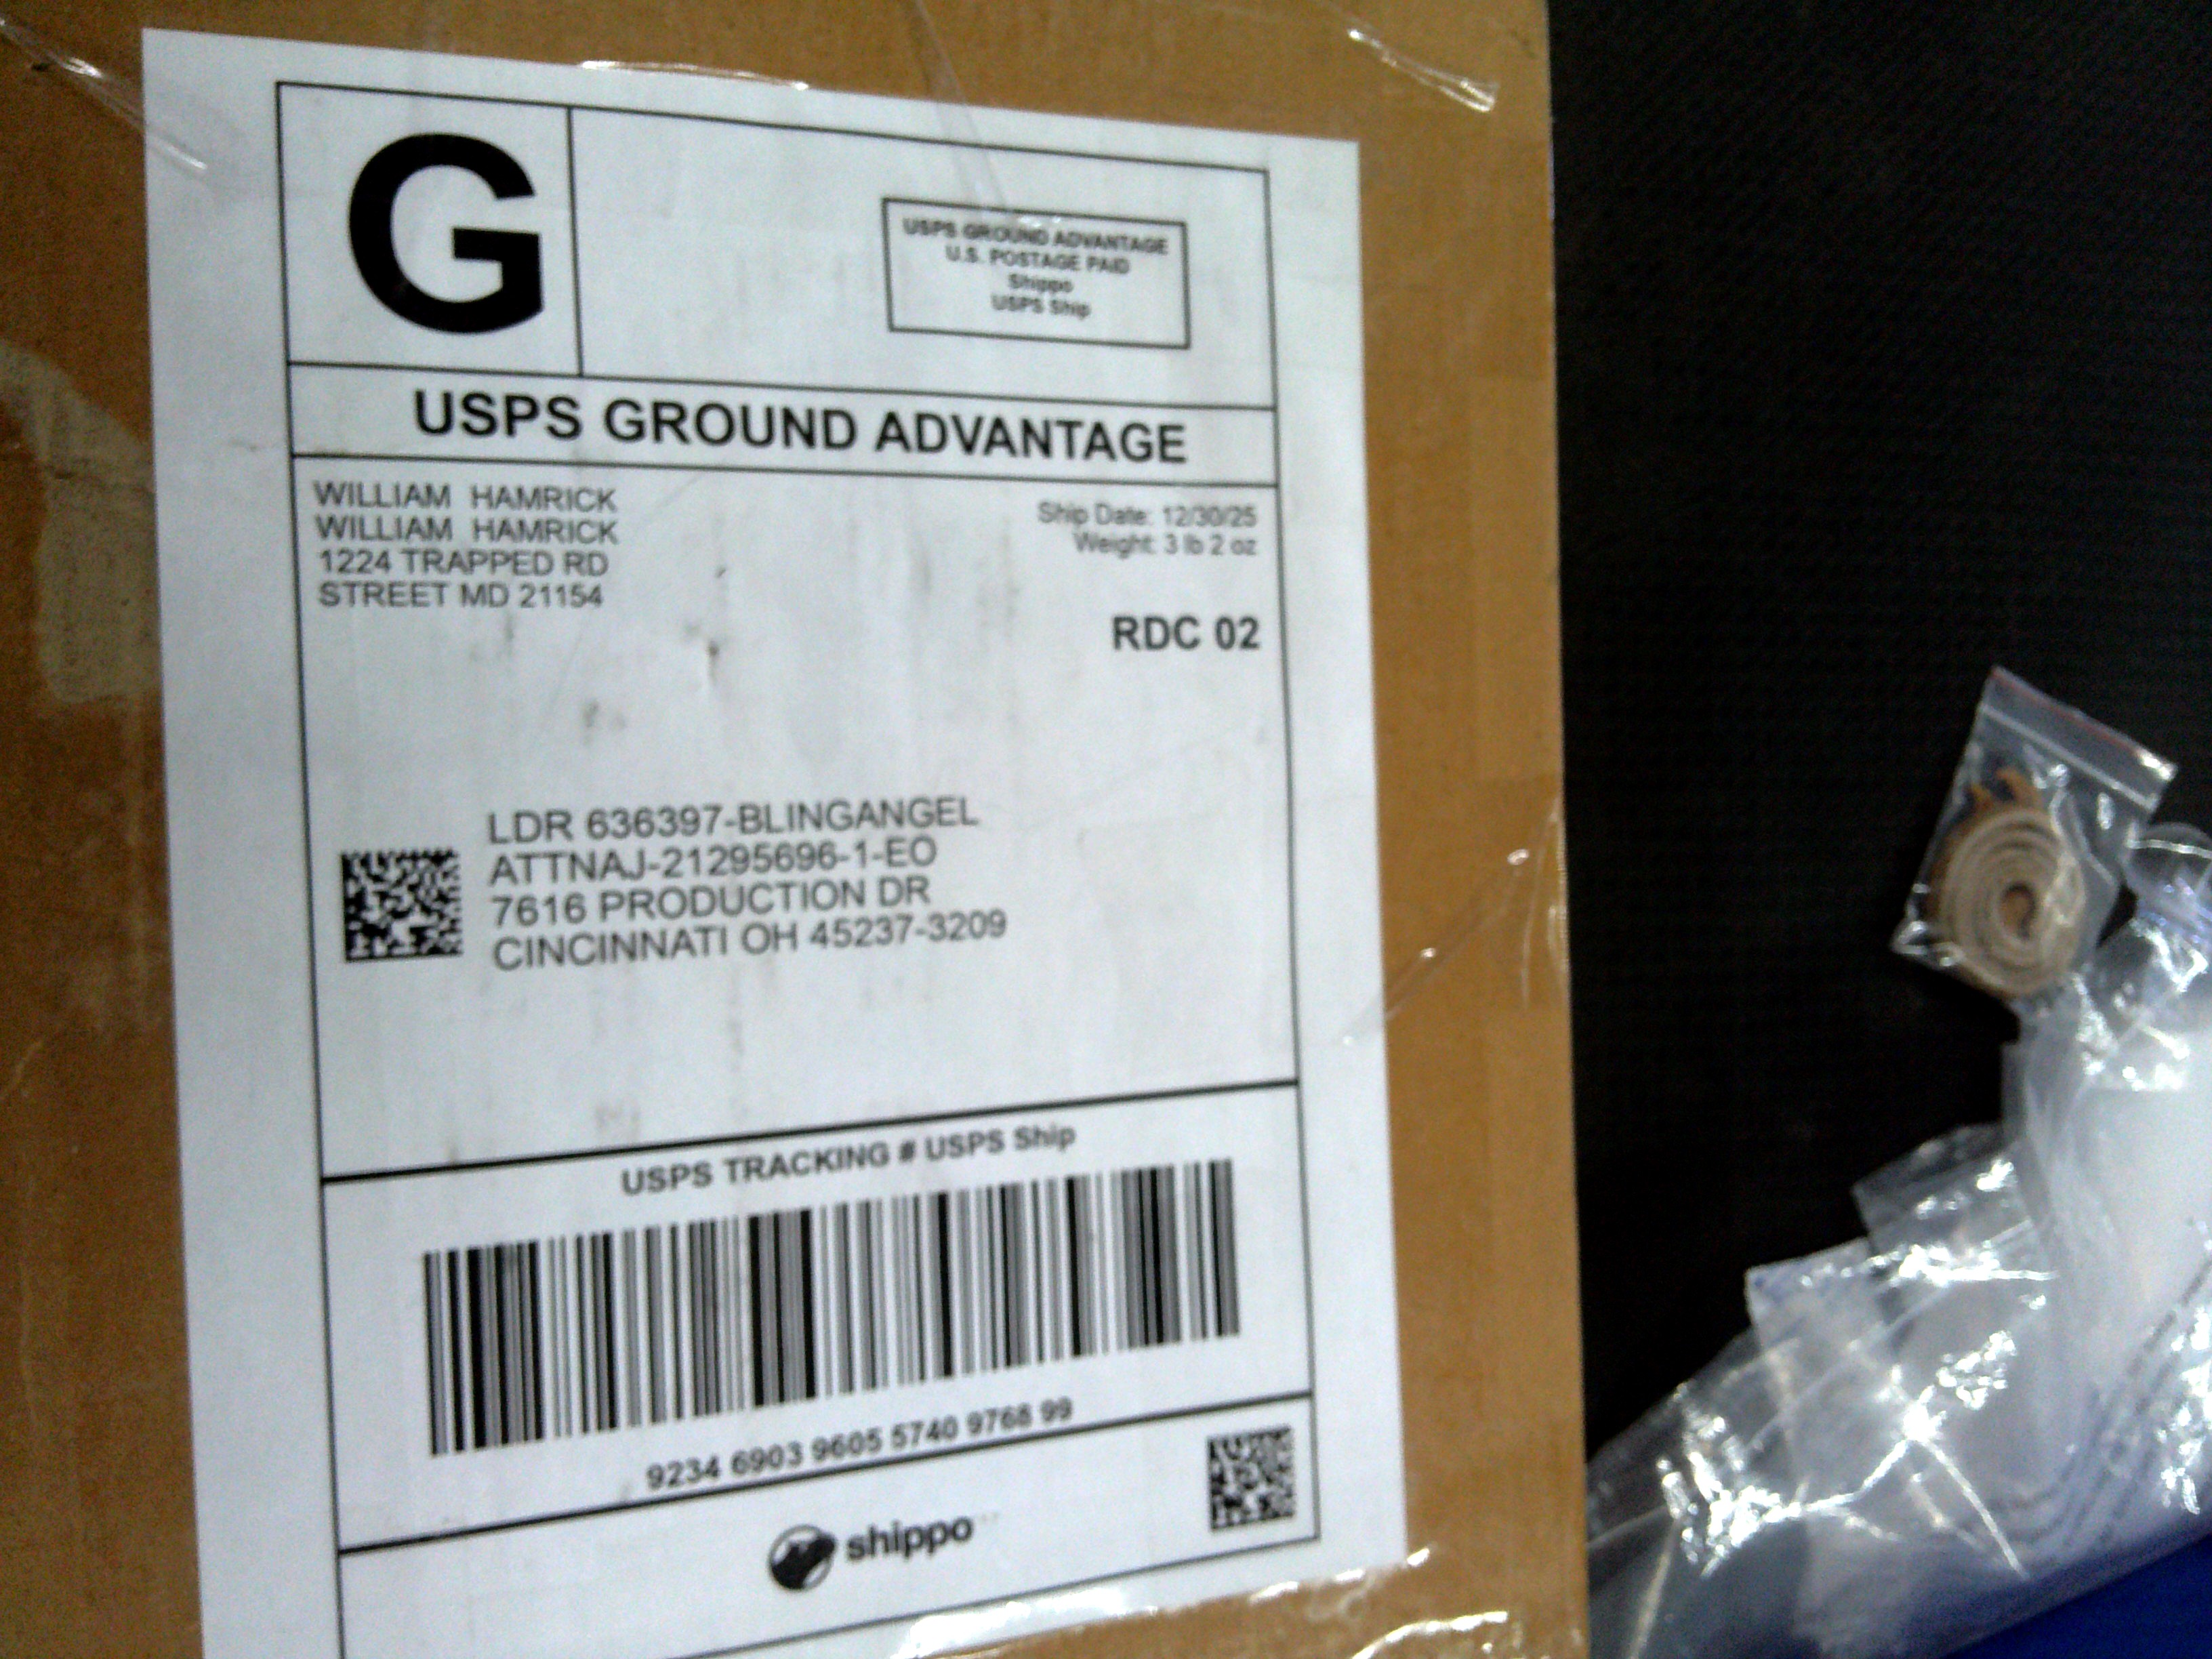 G
USPS GROUND ADVANTAGE
U.S. POSTAGE PAID
Shippo
USPS Ship
USPS GROUND ADVANTAGE
WILLIAM HAMRICK
WILLIAM HAMRICK
1224 TRAPPED RD
STREET MD 21154
Ship Date: 12/30/25
Weight: 3 lb 2 oz
RDC 02
LDR 636397-BLINGANGEL
ATTNAJ-21295696-1-EO
7616 PRODUCTION DR
CINCINNATI OH 45237-3209
USPS TRACKING # USPS Ship
9234 6903 9605 5740 9768 99
shippo